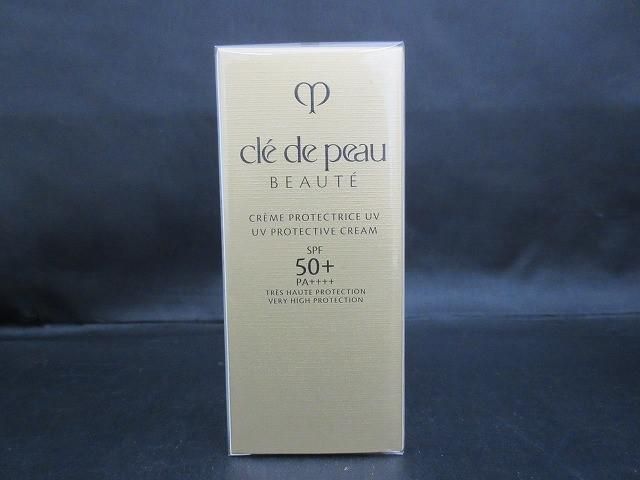 clé de peau
BEAUTÉ
CRÈME PROTECTRICE UV
UV PROTECTIVE CREAM
SPF
50+
PA++++
TRÈS HAUTE PROTECTION
VERY HIGH PROTECTION